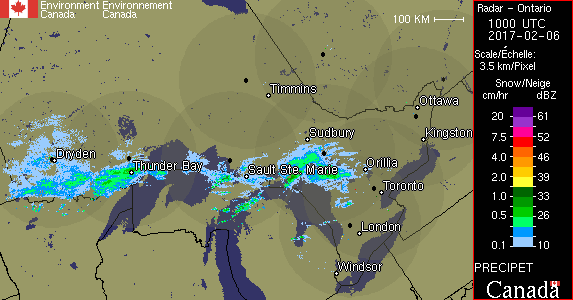 Environment Environnement
Canada Canada
100 KM
Timmins
Ottawa
Sudbury
Kingston
Dryden
Thunder Bay
Sault Ste. Marie
Orillia
Toronto
London
Windsor
Radar - Ontario
1000 UTC
2017-02-06
Scale/Échelle:
3.5 km/Pixel
Snow/Neige
cm/hr dBZ
20 61
10 57
7.5 52
4.0 46
2.0 39
1.0 33
0.5 26
0.1 10
PRECIPET
Canada